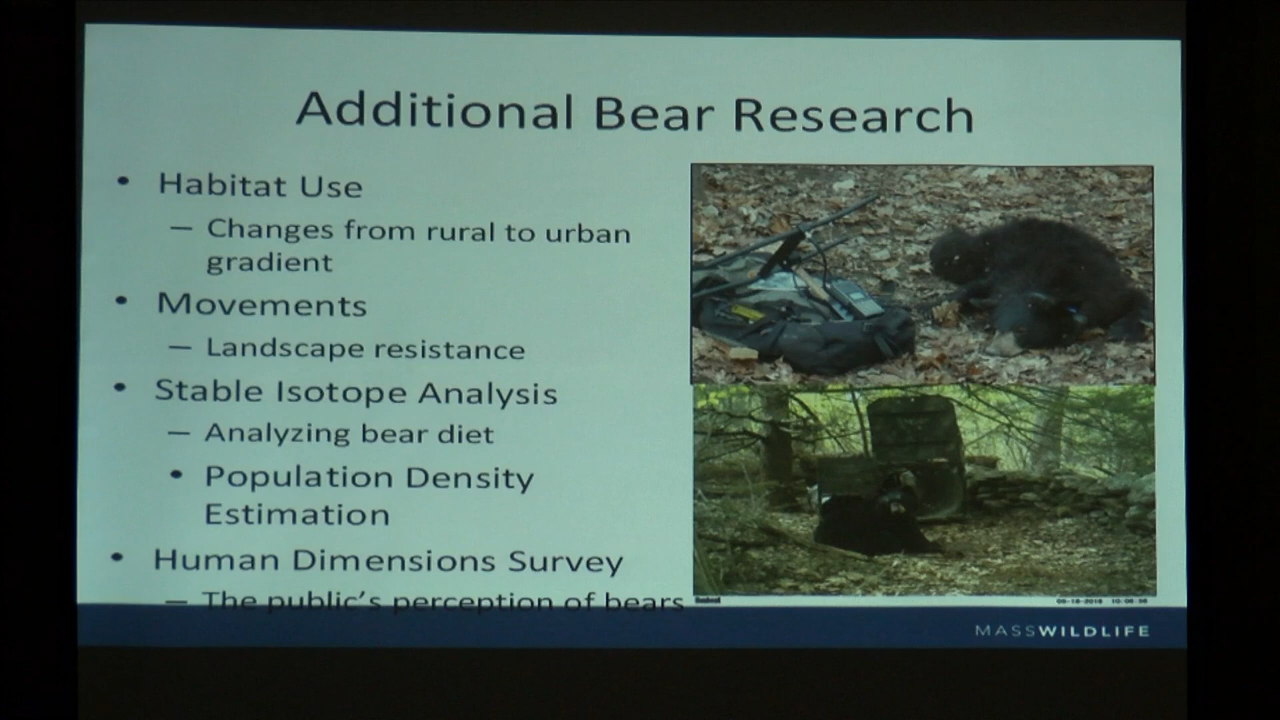 Additional Bear Research
• Habitat Use
– Changes from rural to urban
gradient
• Movements
– Landscape resistance
• Stable Isotope Analysis
– Analyzing bear diet
• Population Density
Estimation
• Human Dimensions Survey
– The public's perception of bears
MASSWILDLIFE